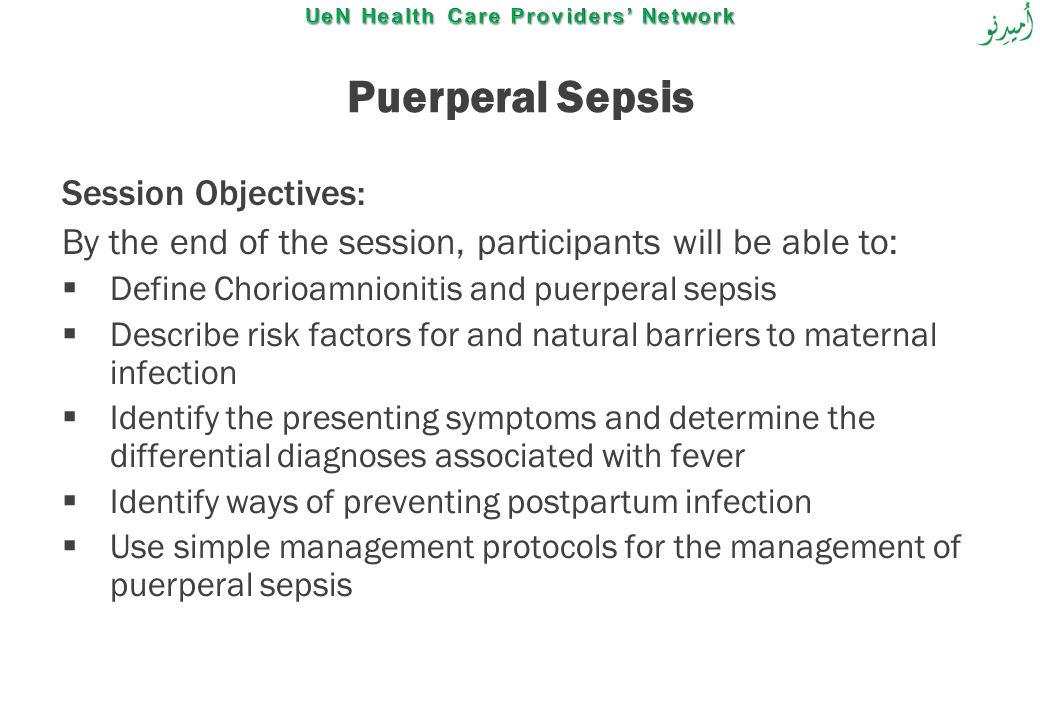 UeN Health Care Providers’ Network
اُمیدِنو
Puerperal Sepsis
Session Objectives:
By the end of the session, participants will be able to:
▪ Define Chorioamnionitis and puerperal sepsis
▪ Describe risk factors for and natural barriers to maternal
infection
▪ Identify the presenting symptoms and determine the
differential diagnoses associated with fever
▪ Identify ways of preventing postpartum infection
▪ Use simple management protocols for the management of
puerperal sepsis